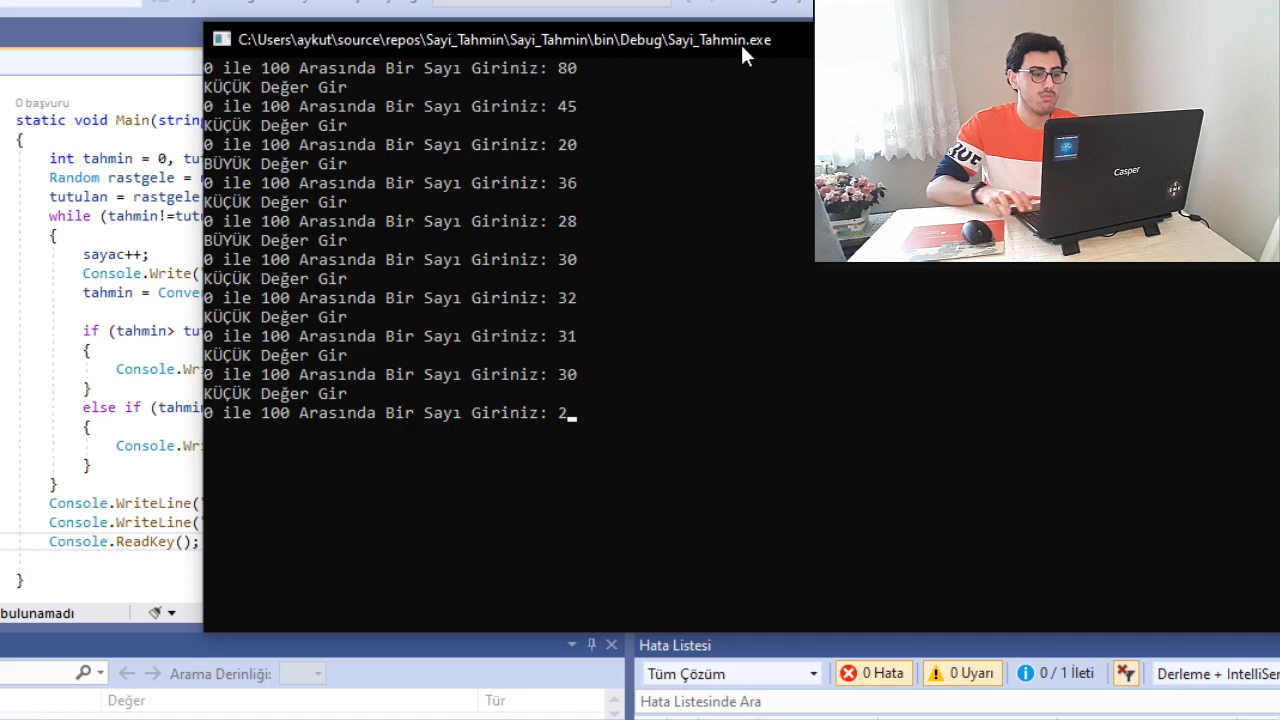 C:\Users\aykut\source\repos\Sayi_Tahmin\Sayi_Tahmin\bin\Debug\Sayi_Tahmin.exe
0 ile 100 Arasında Bir Sayı Giriniz: 80
KÜÇÜK Değer Gir
0 ile 100 Arasında Bir Sayı Giriniz: 45
KÜÇÜK Değer Gir
0 ile 100 Arasında Bir Sayı Giriniz: 20
BÜYÜK Değer Gir
0 ile 100 Arasında Bir Sayı Giriniz: 36
KÜÇÜK Değer Gir
0 ile 100 Arasında Bir Sayı Giriniz: 28
BÜYÜK Değer Gir
0 ile 100 Arasında Bir Sayı Giriniz: 30
KÜÇÜK Değer Gir
0 ile 100 Arasında Bir Sayı Giriniz: 32
KÜÇÜK Değer Gir
0 ile 100 Arasında Bir Sayı Giriniz: 31
KÜÇÜK Değer Gir
0 ile 100 Arasında Bir Sayı Giriniz: 30
KÜÇÜK Değer Gir
0 ile 100 Arasında Bir Sayı Giriniz: 2
0 başvuru
static void Main(string
{
int tahmin = 0, tu
Random rastgele =
tutulan = rastgele
while (tahmin!=tutu
{
sayac++;
Console.Write(
tahmin = Conve
if (tahmin> tu
{
Console.Wr
}
else if (tahmin
{
Console.Wr
}
}
Console.WriteLine("
Console.WriteLine("
Console.ReadKey();
}
bulunamadı
Arama Derinliği:
Değer
Tür
Hata Listesi
Tüm Çözüm
0 Hata
0 Uyarı
0 / 1 İleti
Derleme + IntelliSen
Hata Listesinde Ara
Casper